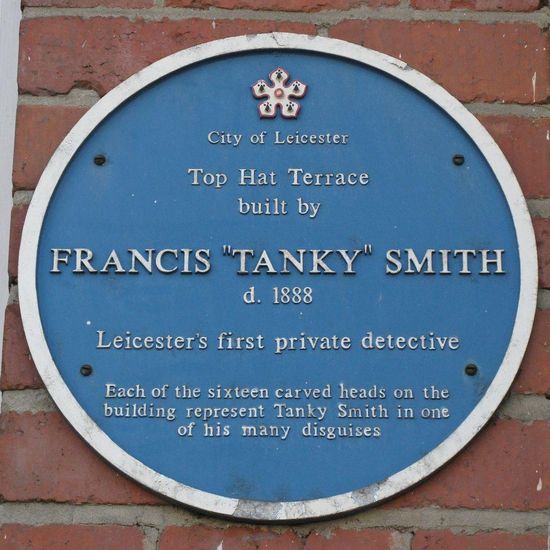 City of Leicester
Top Hat Terrace
built by
FRANCIS "TANKY" SMITH
d. 1888
Leicester's first private detective
Each of the sixteen carved heads on the
building represent Tanky Smith in one
of his many disguises